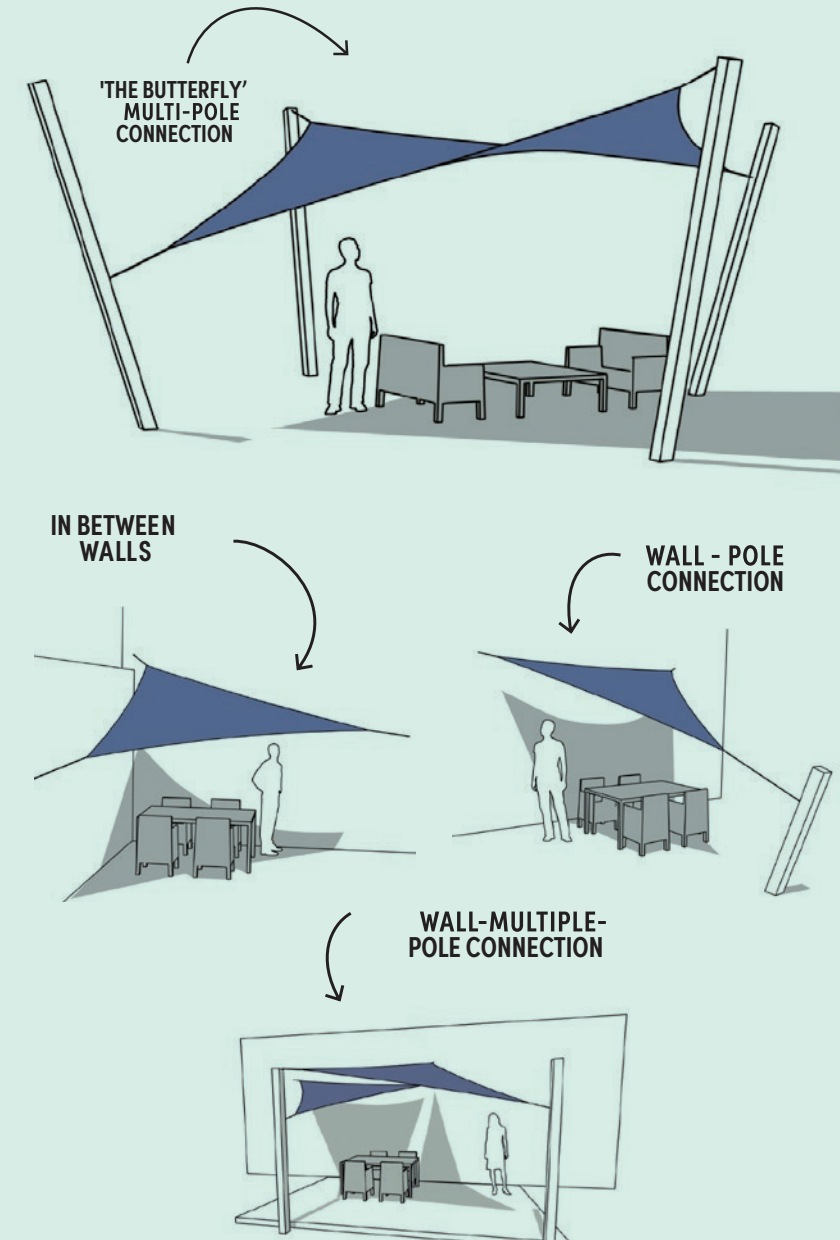 'THE BUTTERFLY'
MULTI-POLE
CONNECTION
IN BETWEEN
WALLS
WALL - POLE
CONNECTION
WALL-MULTIPLE-
POLE CONNECTION